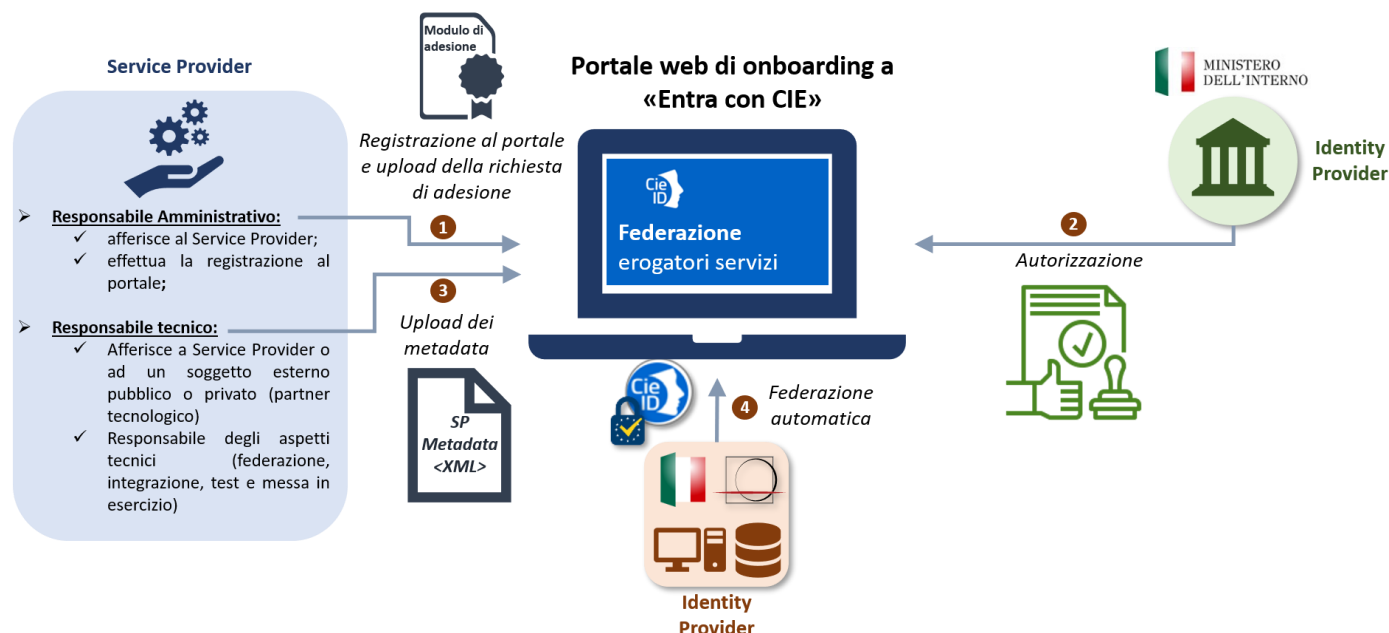 Service Provider
Responsabile Amministrativo:
afferisce al Service Provider;
effettua la registrazione al
portale;
Responsabile tecnico:
Afferisce a Service Provider o
ad un soggetto esterno
pubblico o privato (partner
tecnologico)
Responsabile degli aspetti
tecnici (federazione,
integrazione, test e messa in
esercizio)
Modulo di
adesione
Registrazione al portale
e upload della richiesta
di adesione
1
3
Upload dei
metadata
SP
Metadata
<XML>
Portale web di onboarding a
«Entra con CIE»
Cie
ID
Federazione
erogatori servizi
Cie
ID
4
Federazione
automatica
Identity
Provider
MINISTERO
DELL'INTERNO
Identity
Provider
2
Autorizzazione